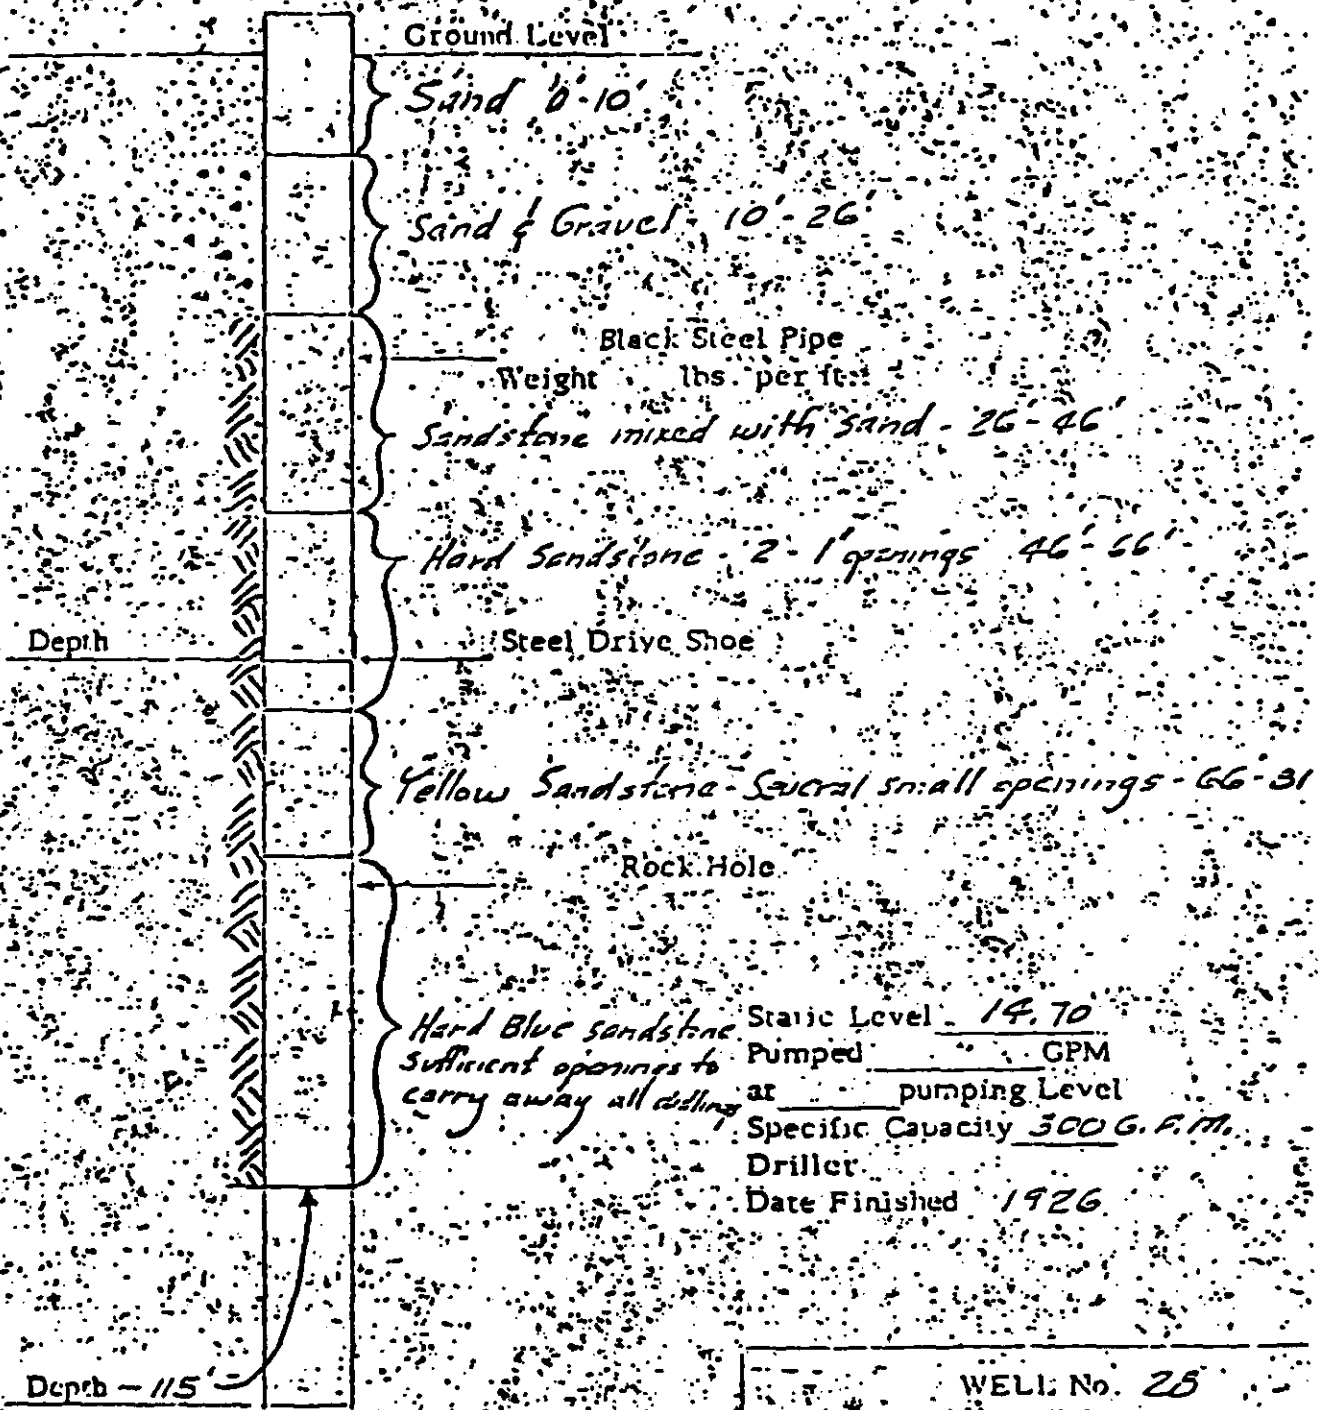 Ground Level
Sand 0'-10'
Sand & Gravel - 10'-26'
Black Steel Pipe
Weight lbs. per ft.
Sandstone mixed with sand - 26'-46'
Hard Sandstone - 2 - 1' openings 46'-66'
Depth
Steel Drive Shoe
Yellow Sandstone - Several small openings - 66'-81
Rock Hole
Hard Blue sandstone
sufficient openings to
carry away all
Static Level 14.70
Pumped GPM
at pumping Level
Specific Capacity 300 G.P.M.
Driller
Date Finished 1926
Depth - 115'
WELL No.